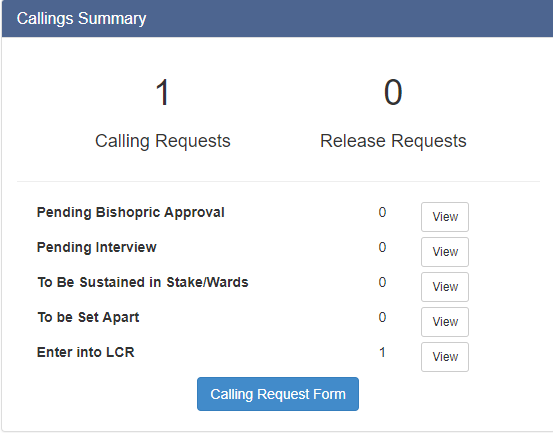 Callings Summary
1 0
Calling Requests Release Requests
Pending Bishopric Approval 0 View
Pending Interview 0 View
To Be Sustained in Stake/Wards 0 View
To be Set Apart 0 View
Enter into LCR 1 View
Calling Request Form